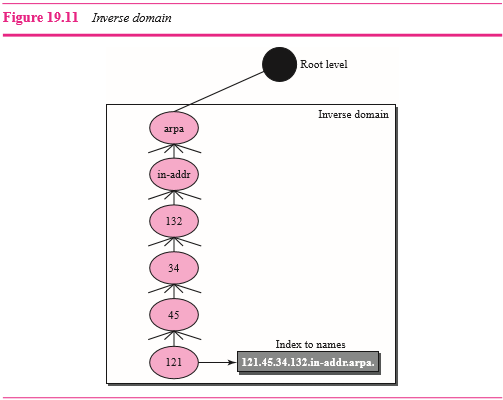 Figure 19.11 Inverse domain
Root level
Inverse domain
arpa
in-addr
132
34
45
Index to names
121
121.45.34.132.in-addr.arpa.